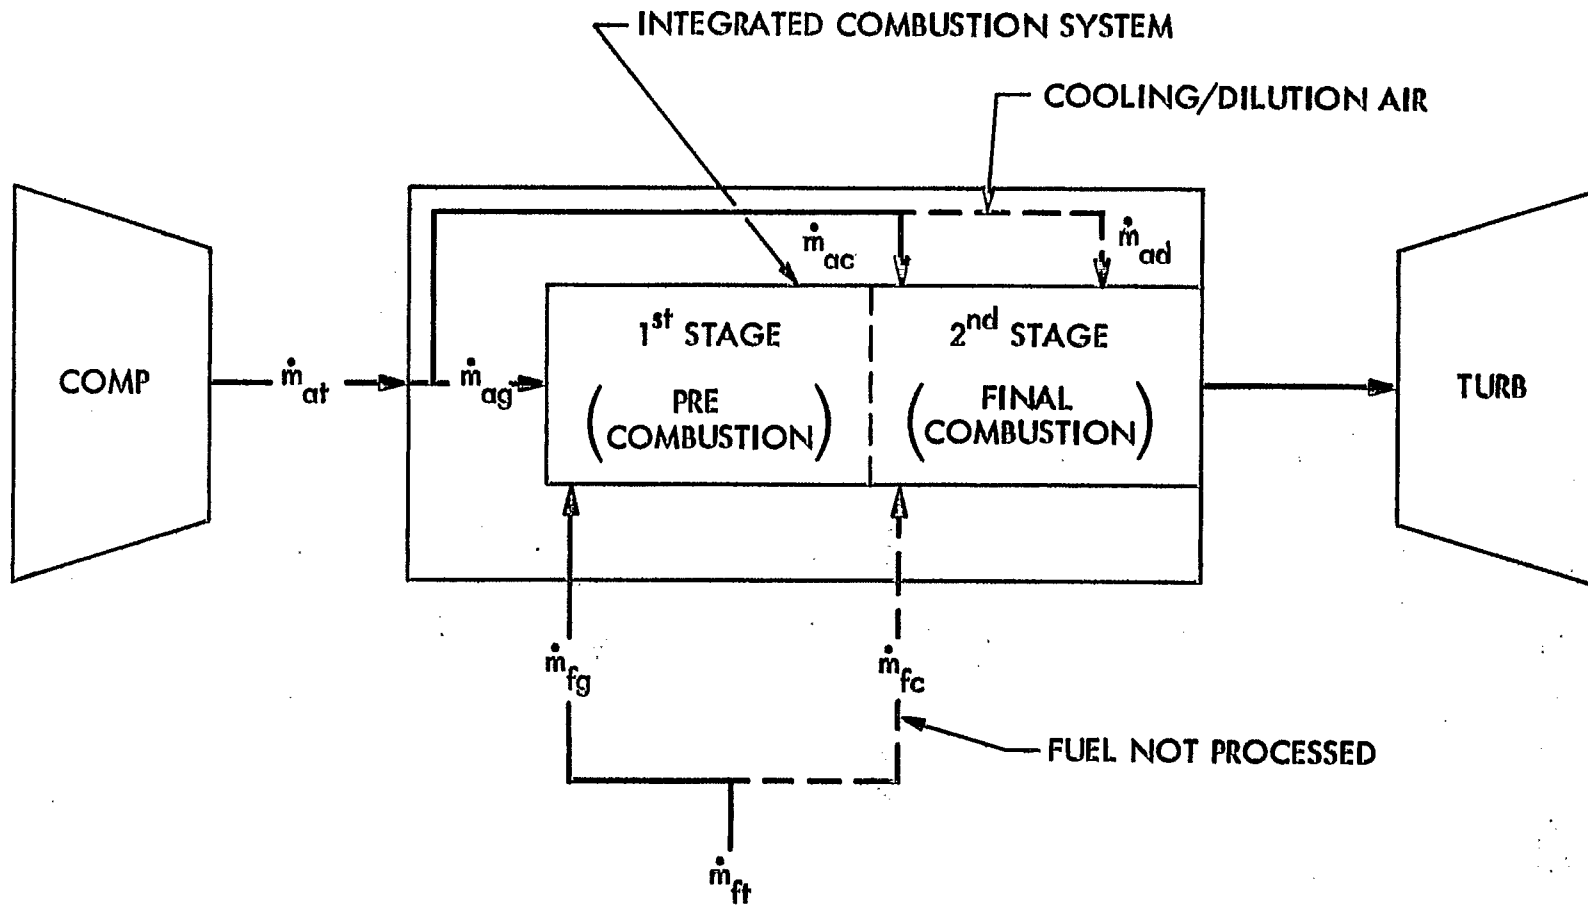 INTEGRATED COMBUSTION SYSTEM
COOLING/DILUTION AIR
ṁac
ṁad
1st STAGE
2nd STAGE
COMP
ṁat
ṁag
(PRE
COMBUSTION)
(FINAL
COMBUSTION)
TURB
ṁfg
ṁfc
FUEL NOT PROCESSED
ṁft